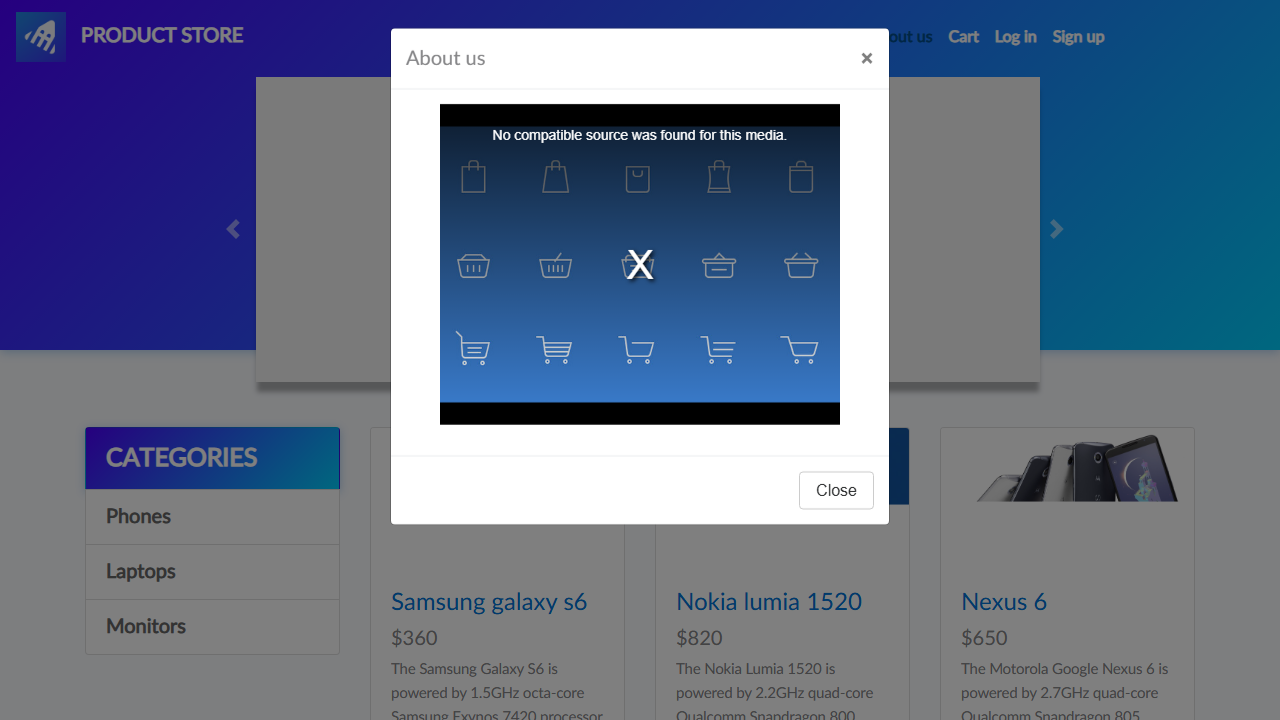 PRODUCT STORE
out us Cart Log in Sign up
About us ×
No compatible source was found for this media.
X
Close
CATEGORIES
Phones
Laptops
Monitors
Samsung galaxy s6
$360
The Samsung Galaxy S6 is
powered by 1.5GHz octa-core
Samsung Exynos 7420 processor
Nokia lumia 1520
$820
The Nokia Lumia 1520 is
powered by 2.2GHz quad-core
Qualcomm Snapdragon 800
Nexus 6
$650
The Motorola Google Nexus 6 is
powered by 2.7GHz quad-core
Qualcomm Snapdragon 805